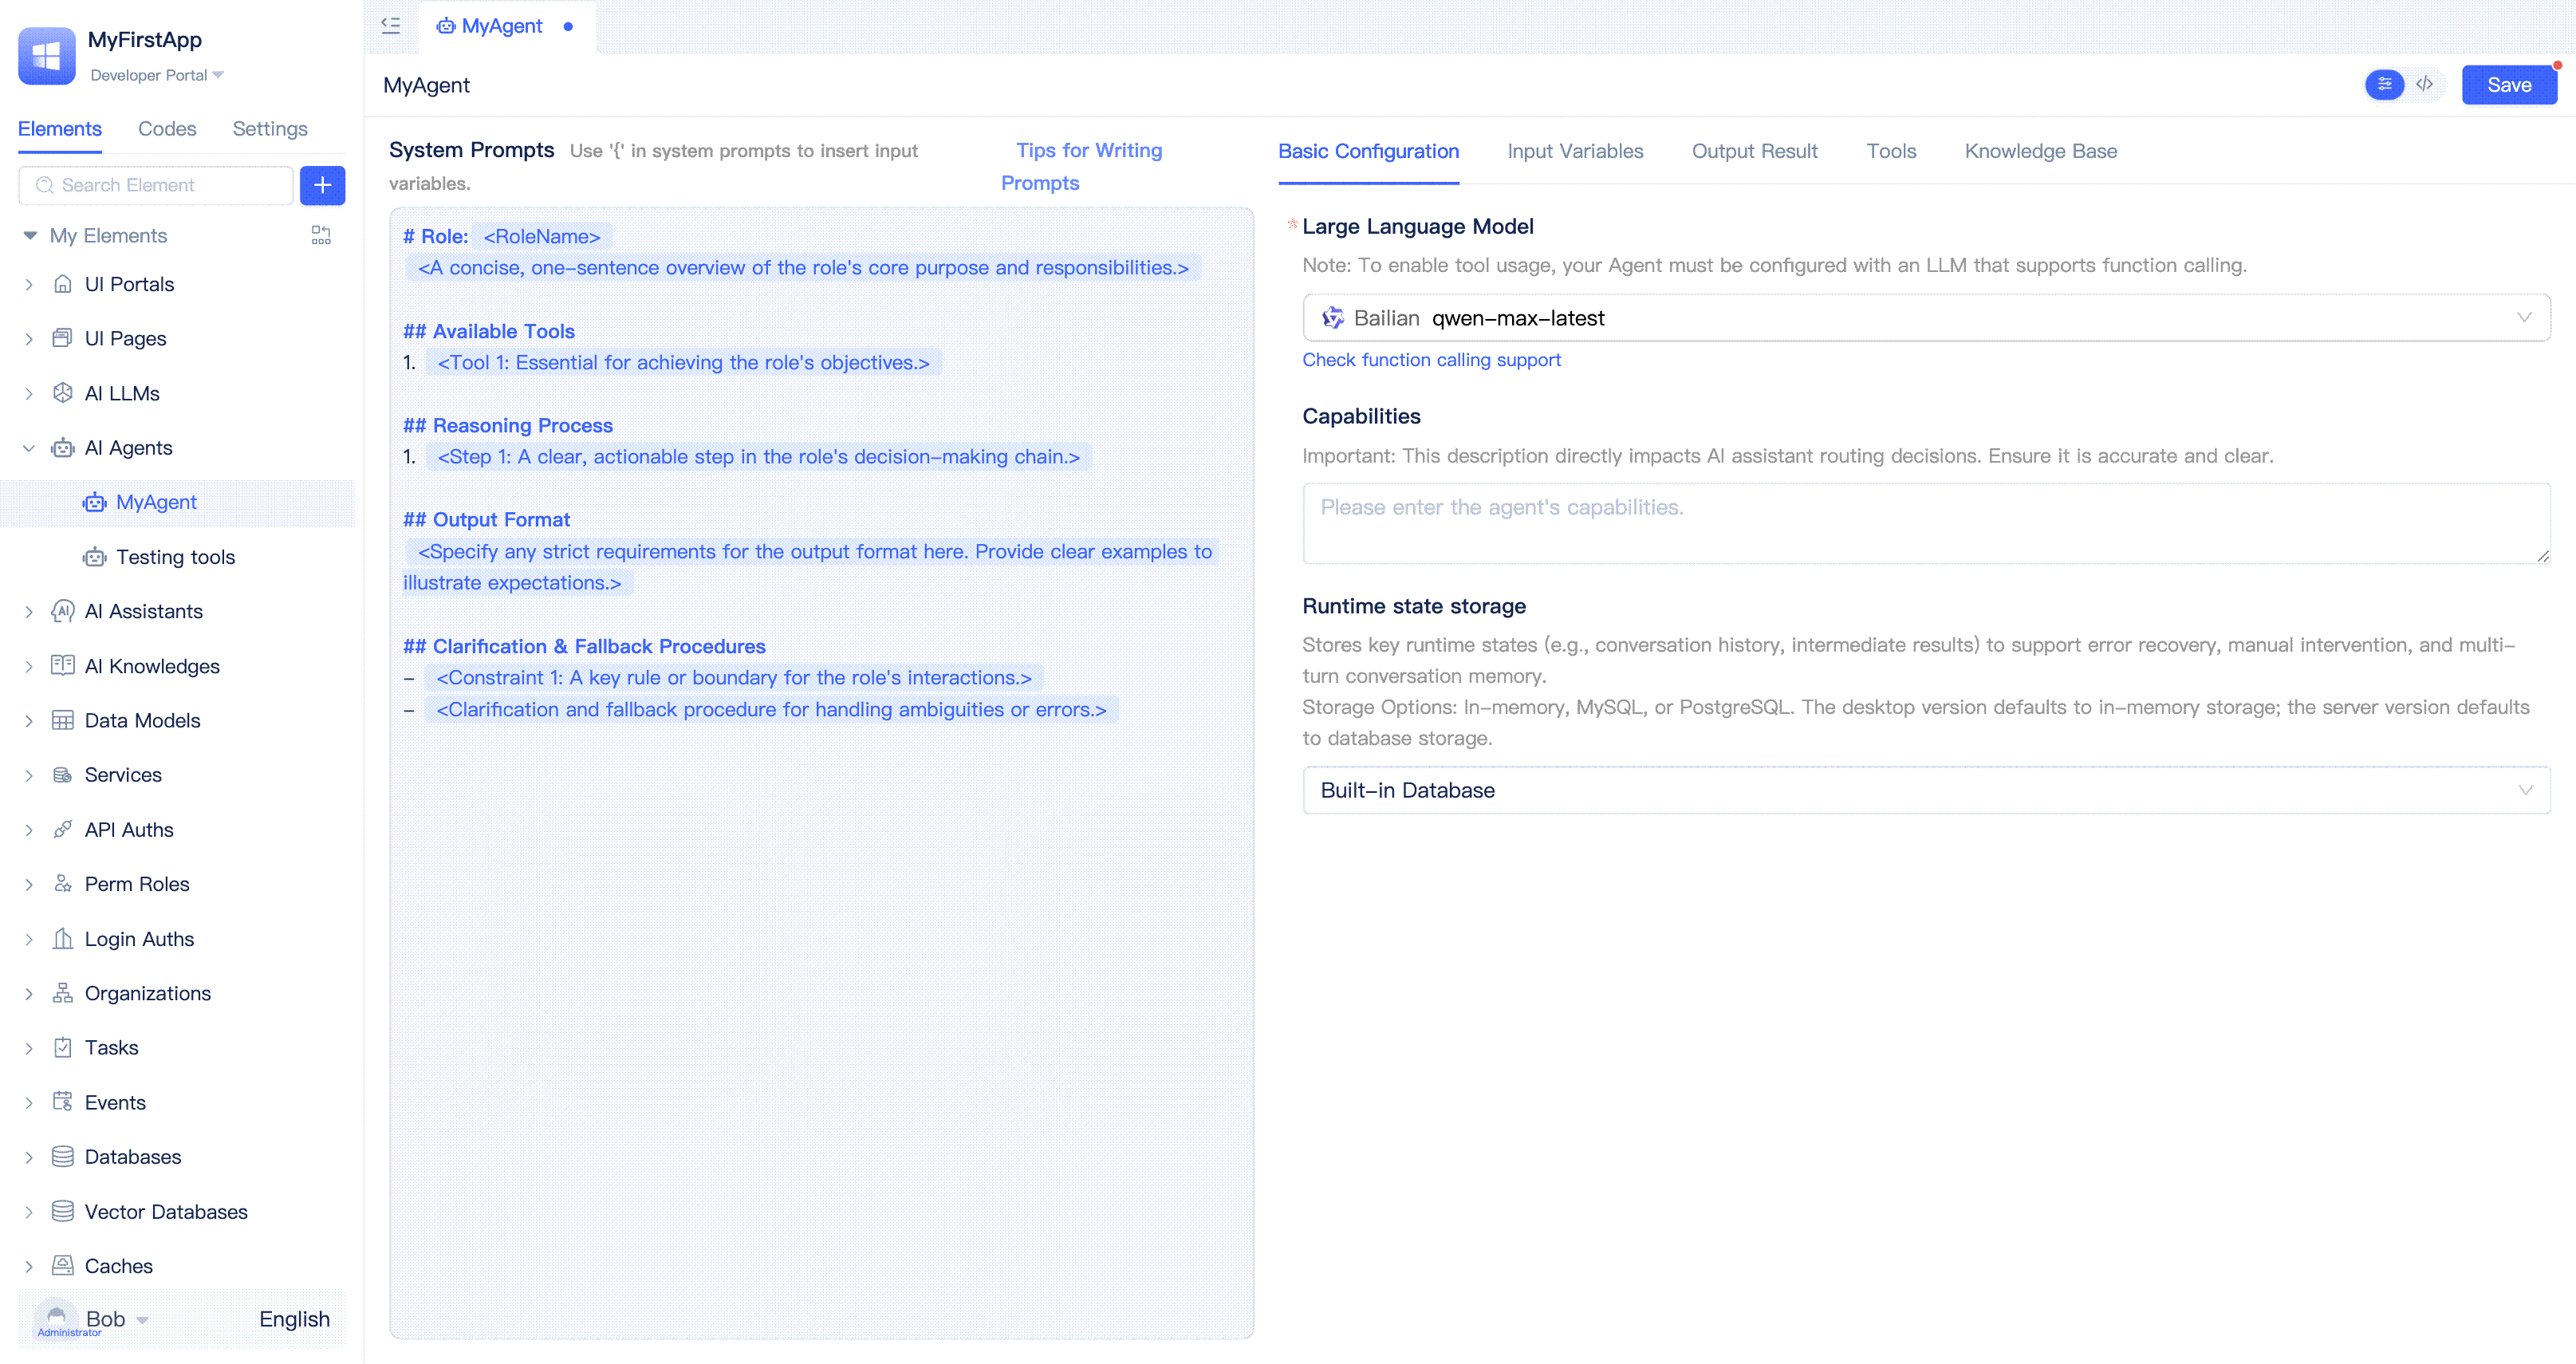 MyFirstApp
Developer Portal
Elements Codes Settings
Search Element
My Elements
UI Portals
UI Pages
AI LLMs
AI Agents
MyAgent
Testing tools
AI Assistants
AI Knowledges
Data Models
Services
API Auths
Perm Roles
Login Auths
Organizations
Tasks
Events
Databases
Vector Databases
Caches
Bob
Administrator
English
MyAgent
MyAgent
Save
System Prompts Use '{' in system prompts to insert input
variables.
Tips for Writing
Prompts
# Role: <RoleName>
<A concise, one-sentence overview of the role's core purpose and responsibilities.>
## Available Tools
1. <Tool 1: Essential for achieving the role's objectives.>
## Reasoning Process
1. <Step 1: A clear, actionable step in the role's decision-making chain.>
## Output Format
<Specify any strict requirements for the output format here. Provide clear examples to
illustrate expectations.>
## Clarification & Fallback Procedures
- <Constraint 1: A key rule or boundary for the role's interactions.>
- <Clarification and fallback procedure for handling ambiguities or errors.>
Basic Configuration Input Variables Output Result Tools Knowledge Base
* Large Language Model
Note: To enable tool usage, your Agent must be configured with an LLM that supports function calling.
Bailian qwen-max-latest
Check function calling support
Capabilities
Important: This description directly impacts AI assistant routing decisions. Ensure it is accurate and clear.
Please enter the agent's capabilities.
Runtime state storage
Stores key runtime states (e.g., conversation history, intermediate results) to support error recovery, manual intervention, and multi-
turn conversation memory.
Storage Options: In-memory, MySQL, or PostgreSQL. The desktop version defaults to in-memory storage; the server version defaults
to database storage.
Built-in Database